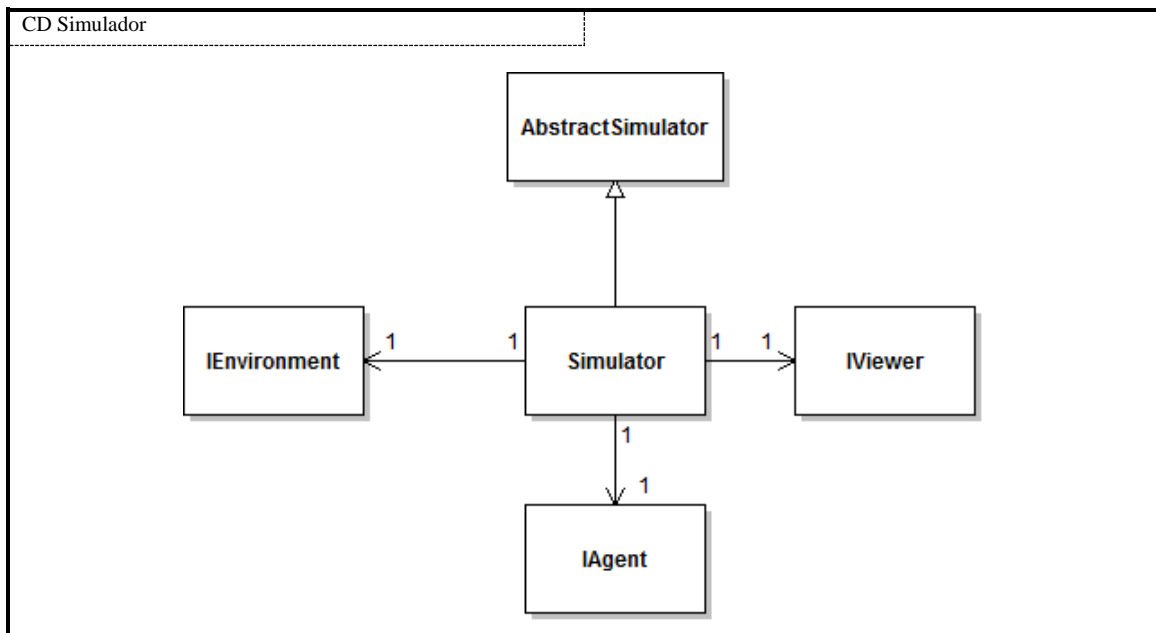 CD Simulador
AbstractSimulator
IEnvironment
1
1
Simulator
1
1
IViewer
1
1
IAgent